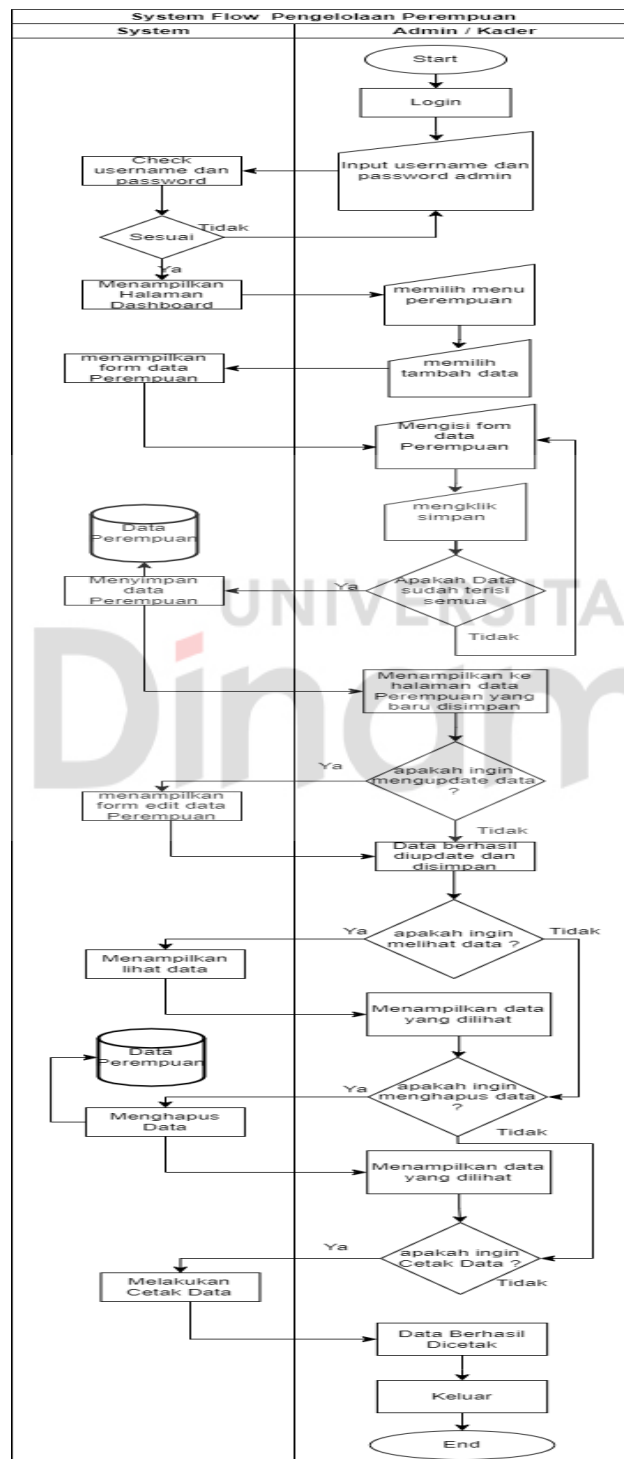 System Flow Pengelolaan Perempuan
System
Admin / Kader
Start
Login
Input username dan
password admin
Check
username dan
password
Sesuai
Tidak
Ya
Menampilkan
Halaman
Dashboard
memilih menu
perempuan
memilih
tambah data
menampilkan
form data
Perempuan
Mengisi fom
data
Perempuan
mengklik
simpan
Apakah Data
sudah terisi
semua
Ya
Tidak
Menyimpan
data
Perempuan
Data
Perempuan
UNIVERSITA
Dinam
Menampilkan ke
halaman data
Perempuan yang
baru disimpan
apakah ingin
mengupdate data
?
Ya
Tidak
menampilkan
form edit data
Perempuan
Data berhasil
diupdate dan
disimpan
apakah ingin
melihat data ?
Ya
Tidak
Menampilkan
lihat data
Menampilkan data
yang dilihat
apakah ingin
menghapus data
?
Ya
Tidak
Data
Perempuan
Menghapus
Data
Menampilkan data
yang dilihat
apakah ingin
Cetak Data ?
Ya
Tidak
Melakukan
Cetak Data
Data Berhasil
Dicetak
Keluar
End